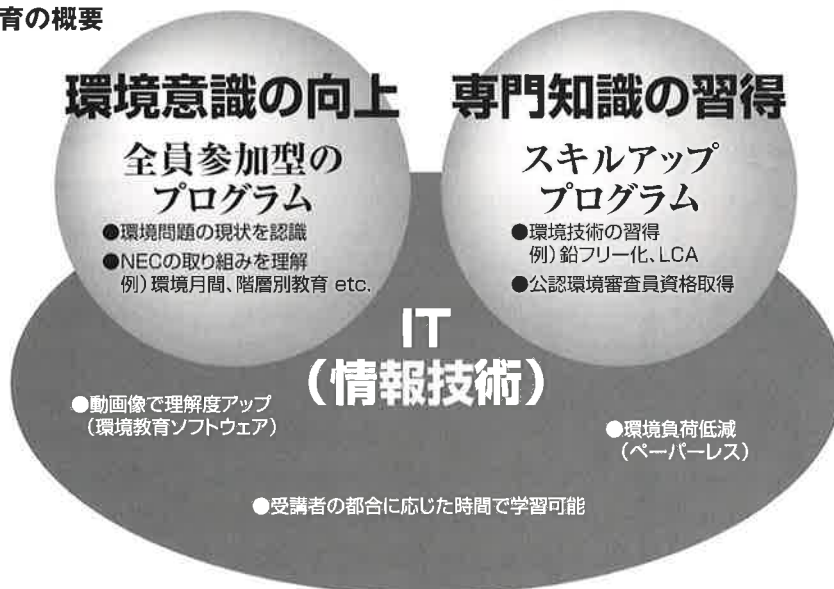 育の概要
環境意識の向上
全員参加型の
プログラム
●環境問題の現状を認識
●NECの取り組みを理解
例)環境月間、階層別教育 etc.
専門知識の習得
スキルアップ
プログラム
●環境技術の習得
例)鉛フリー化、LCA
●公認環境審査員資格取得
IT
(情報技術)
●動画像で理解度アップ
(環境教育ソフトウェア)
●環境負荷低減
(ペーパーレス)
●受講者の都合に応じた時間で学習可能